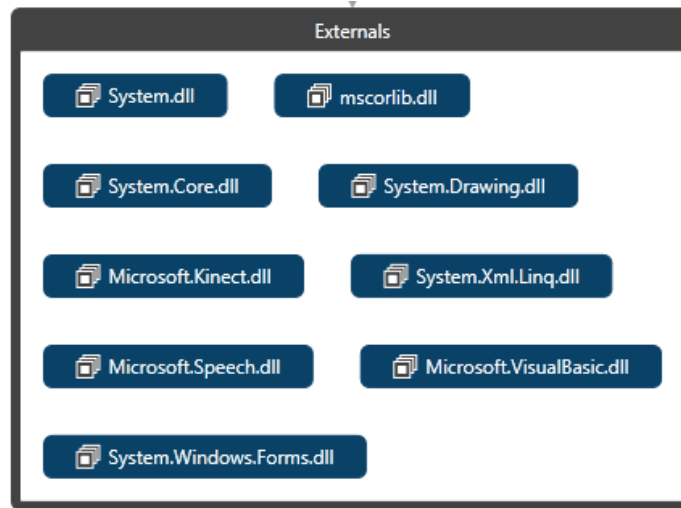 Externals
System.dll mscorlib.dll
System.Core.dll System.Drawing.dll
Microsoft.Kinect.dll System.Xml.Linq.dll
Microsoft.Speech.dll Microsoft.VisualBasic.dll
System.Windows.Forms.dll